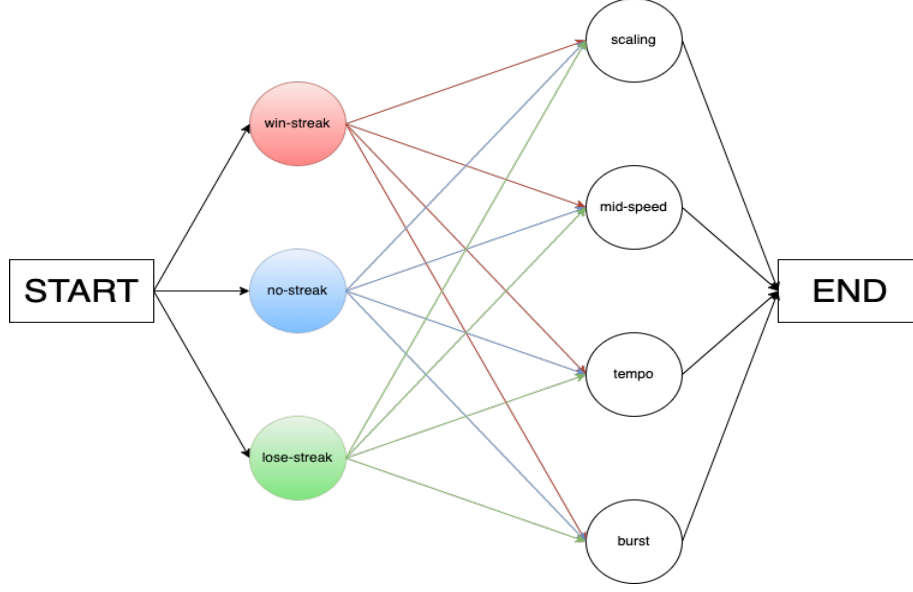 START
win-streak
no-streak
lose-streak
scaling
mid-speed
tempo
burst
END